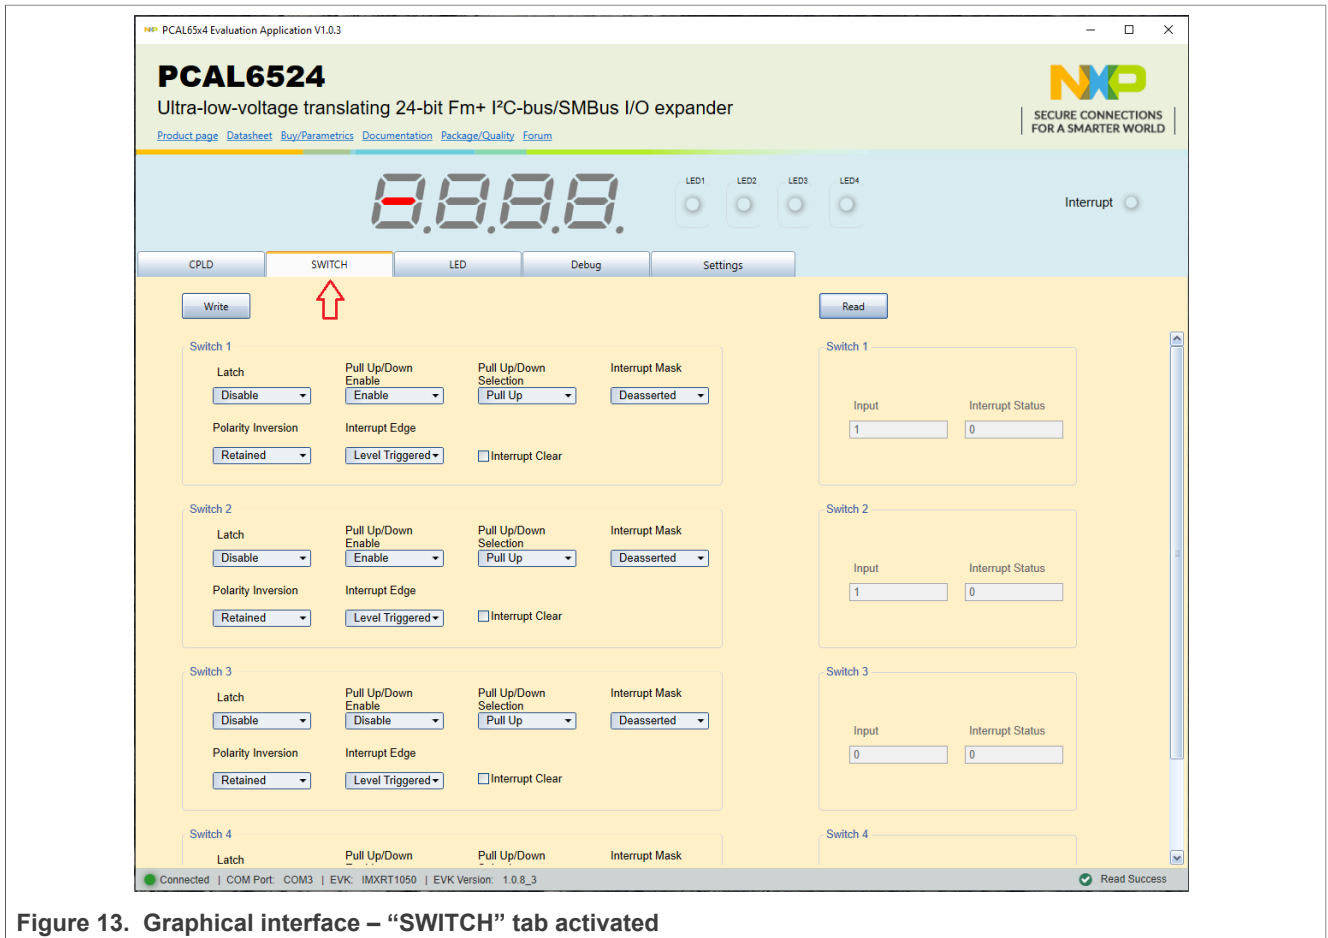 NXP PCAL65x4 Evaluation Application V1.0.3
PCAL6524
Ultra-low-voltage translating 24-bit Fm+ I²C-bus/SMBus I/O expander
Product page Datasheet Buy/Parametrics Documentation Package/Quality Forum
NXP
SECURE CONNECTIONS
FOR A SMARTER WORLD
LED1 LED2 LED3 LED4
Interrupt
CPLD SWITCH LED Debug Settings
Write Read
Switch 1
Latch Pull Up/Down Enable Pull Up/Down Selection Interrupt Mask
Disable Enable Pull Up Deasserted
Polarity Inversion Interrupt Edge
Retained Level Triggered Interrupt Clear
Switch 1
Input Interrupt Status
1 0
Switch 2
Latch Pull Up/Down Enable Pull Up/Down Selection Interrupt Mask
Disable Enable Pull Up Deasserted
Polarity Inversion Interrupt Edge
Retained Level Triggered Interrupt Clear
Switch 2
Input Interrupt Status
1 0
Switch 3
Latch Pull Up/Down Enable Pull Up/Down Selection Interrupt Mask
Disable Disable Pull Up Deasserted
Polarity Inversion Interrupt Edge
Retained Level Triggered Interrupt Clear
Switch 3
Input Interrupt Status
0 0
Switch 4
Latch Pull Up/Down Pull Up/Down Interrupt Mask
Switch 4
Connected | COM Port: COM3 | EVK: IMXRT1050 | EVK Version: 1.0.8_3
Read Success
Figure 13. Graphical interface – “SWITCH” tab activated